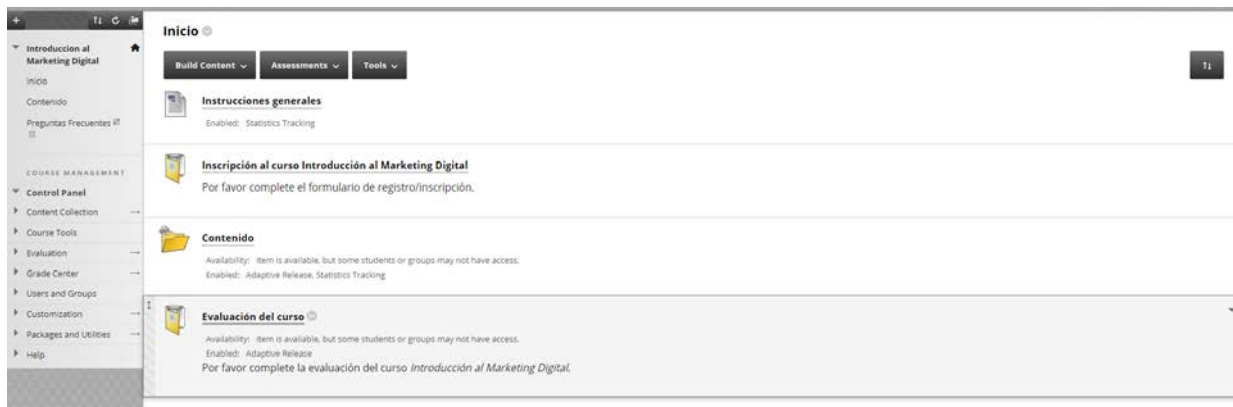 Introduccion al
Marketing Digital
Inicio
Contenido
Preguntas Frecuentes
COURSE MANAGEMENT
Control Panel
Content Collection
Course Tools
Evaluation
Grade Center
Users and Groups
Customization
Packages and Utilities
Help
Inicio
Build Content
Assessments
Tools
Instrucciones generales
Enabled: Statistics Tracking
Inscripción al curso Introducción al Marketing Digital
Por favor complete el formulario de registro/inscripción.
Contenido
Availability: Item is available, but some students or groups may not have access.
Enabled: Adaptive Release, Statistics Tracking
Evaluación del curso
Availability: Item is available, but some students or groups may not have access.
Enabled: Adaptive Release
Por favor complete la evaluación del curso Introducción al Marketing Digital.